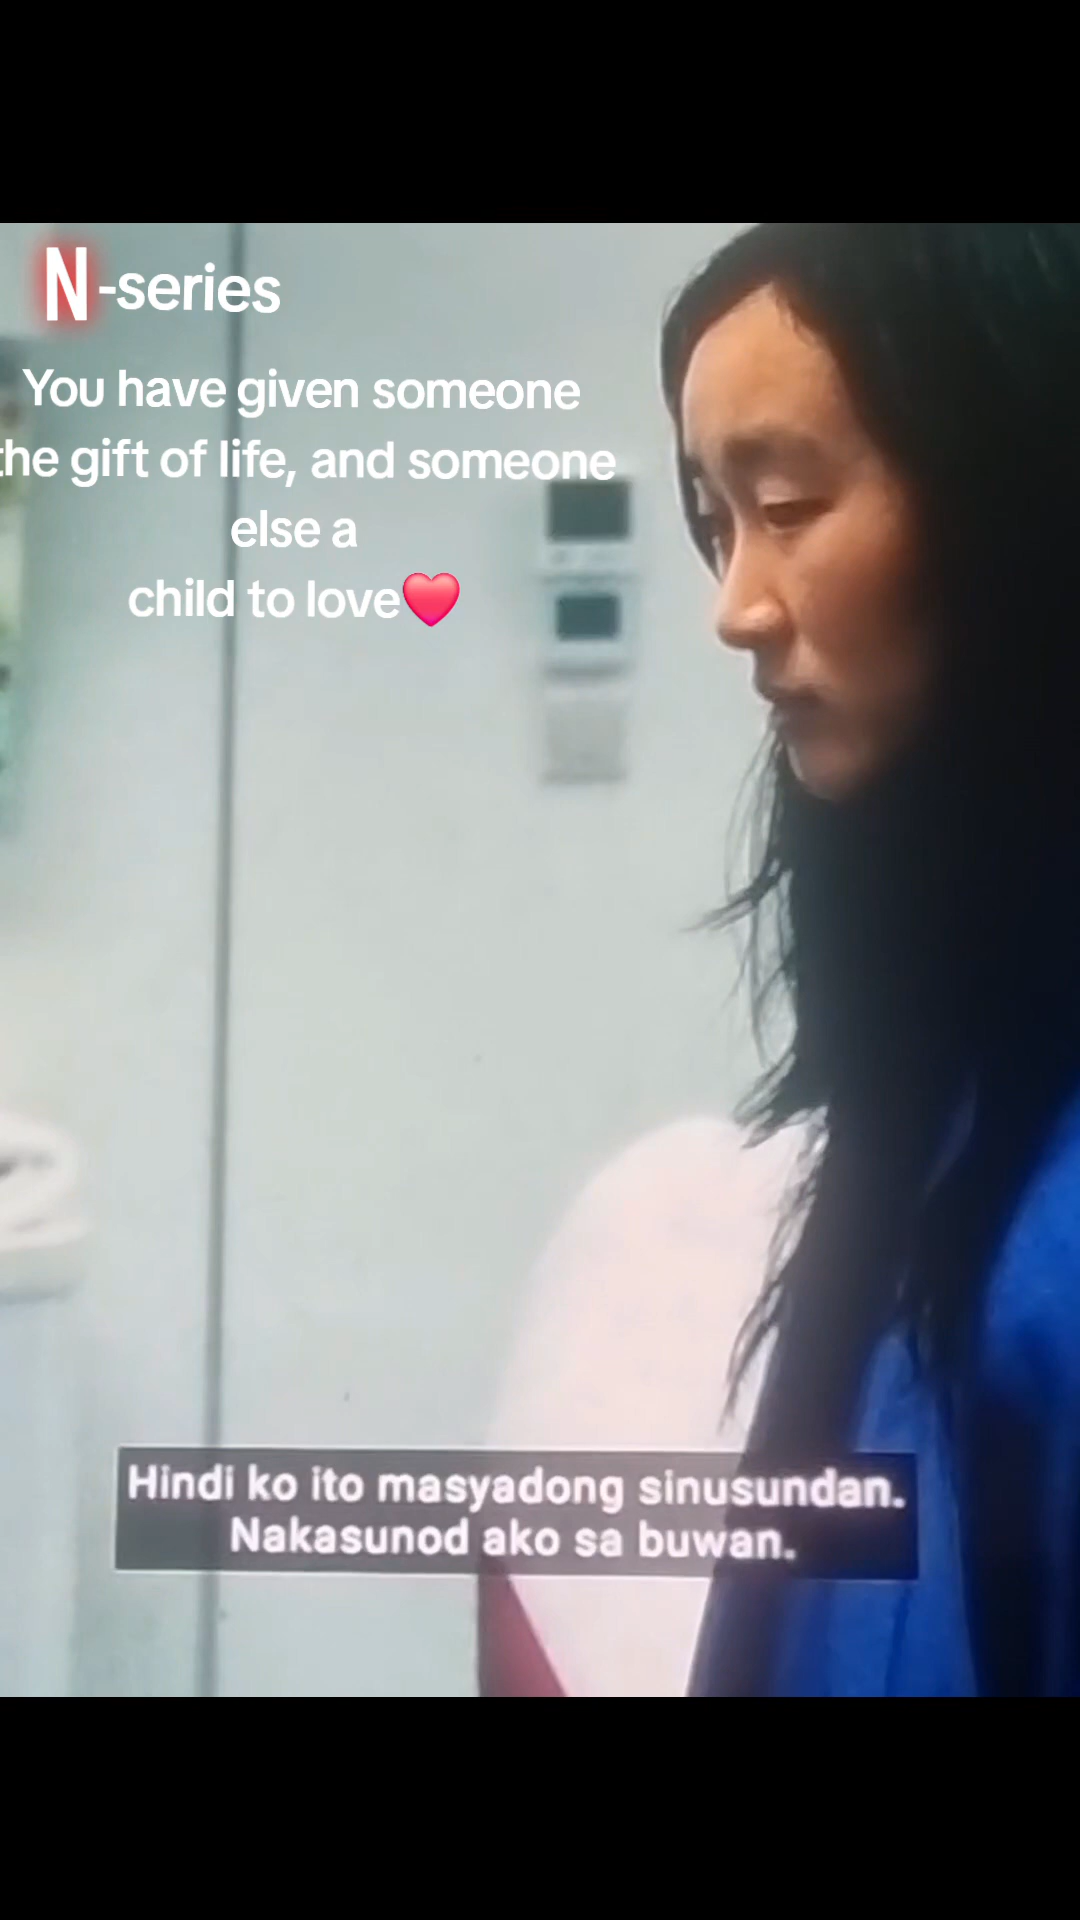 N-series
You have given someone
the gift of life, and someone
else a
child to love❤️
Hindi ko ito masyadong sinusundan.
Nakasunod ako sa buwan.